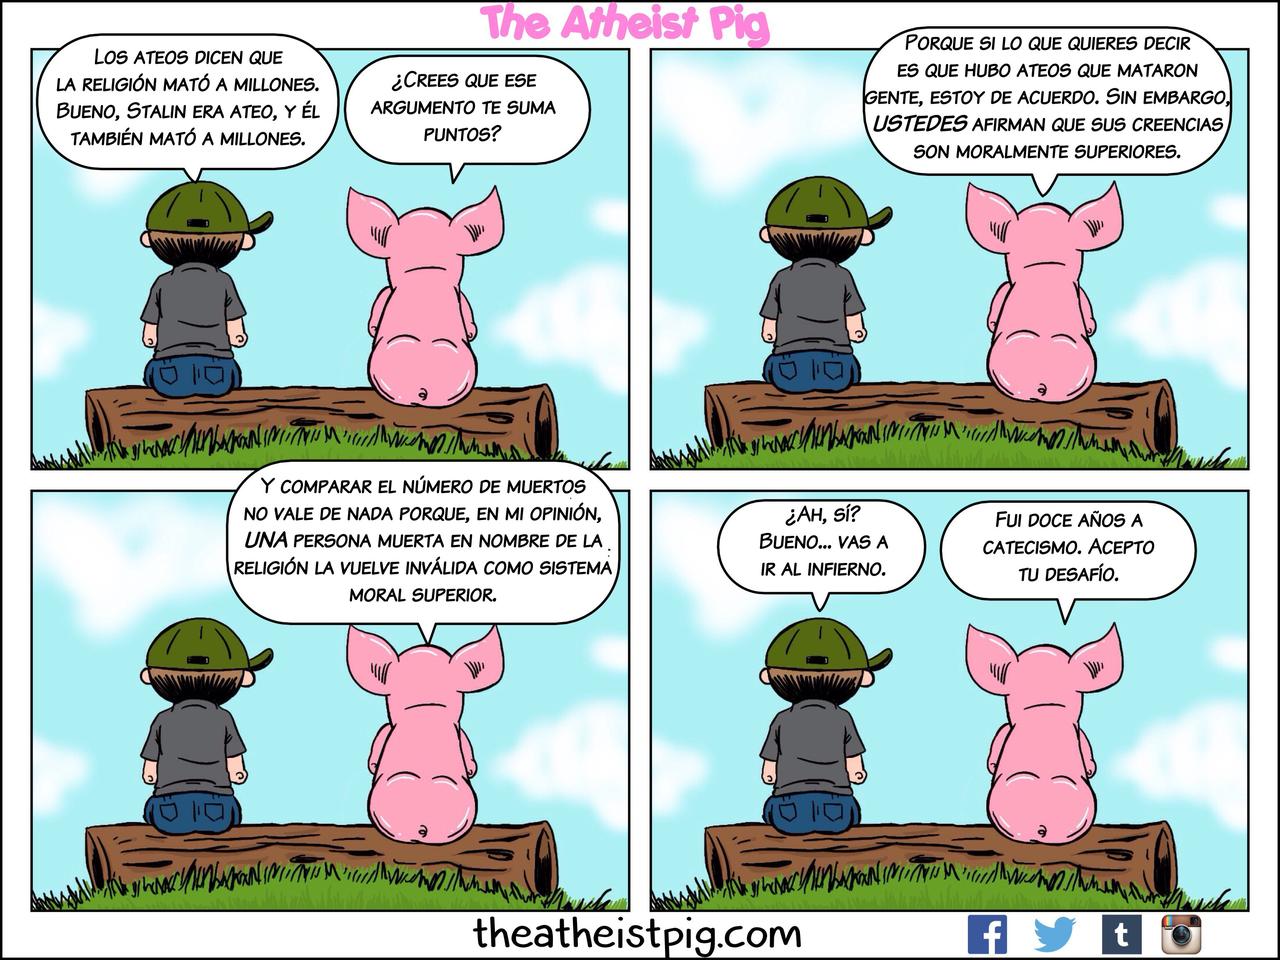 The Atheist Pig
Los ateos dicen que
la religión mató a millones.
Bueno, Stalin era ateo, y él
también mató a millones.
¿Crees que ese
argumento te suma
puntos?
Porque si lo que quieres decir
es que hubo ateos que mataron
gente, estoy de acuerdo. Sin embargo,
USTEDES afirman que sus creencias
son moralmente superiores.
Y comparar el número de muertos
no vale de nada porque, en mi opinión,
UNA persona muerta en nombre de la
religión la vuelve inválida como sistema
moral superior.
¿Ah, sí?
Bueno... vas a
ir al infierno.
Fui doce años a
catecismo. Acepto
tu desafío.
theatheistpig.com